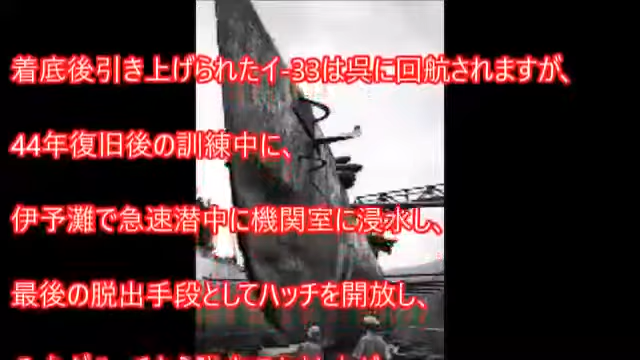 着底後引き上げられたイ-33は呉に回航されますが、
44年復旧後の訓練中に、
伊予灘で急速潜中に機関室に浸水し、
最後の脱出手段としてハッチを開放し、